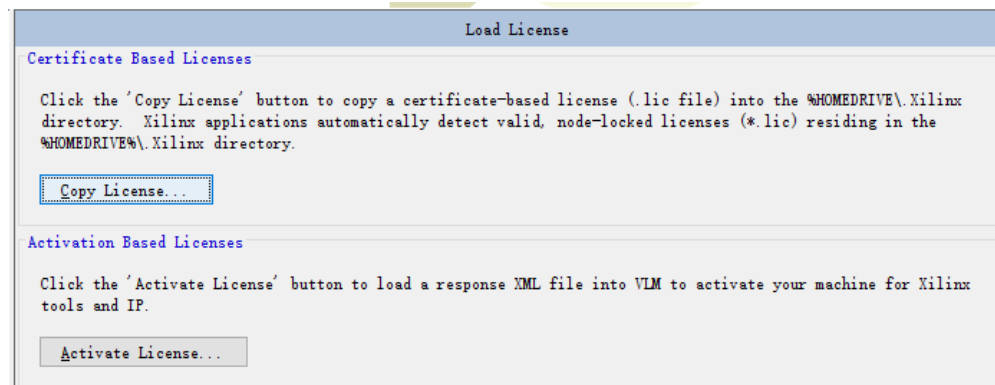 Load License
Certificate Based Licenses
Click the 'Copy License' button to copy a certificate-based license (.lic file) into the %HOMEDRIVE\.Xilinx
directory.  Xilinx applications automatically detect valid, node-locked licenses (*.lic) residing in the
%HOMEDRIVE%\.Xilinx directory.
Copy License...
Activation Based Licenses
Click the 'Activate License' button to load a response XML file into VLM to activate your machine for Xilinx
tools and IP.
Activate License...